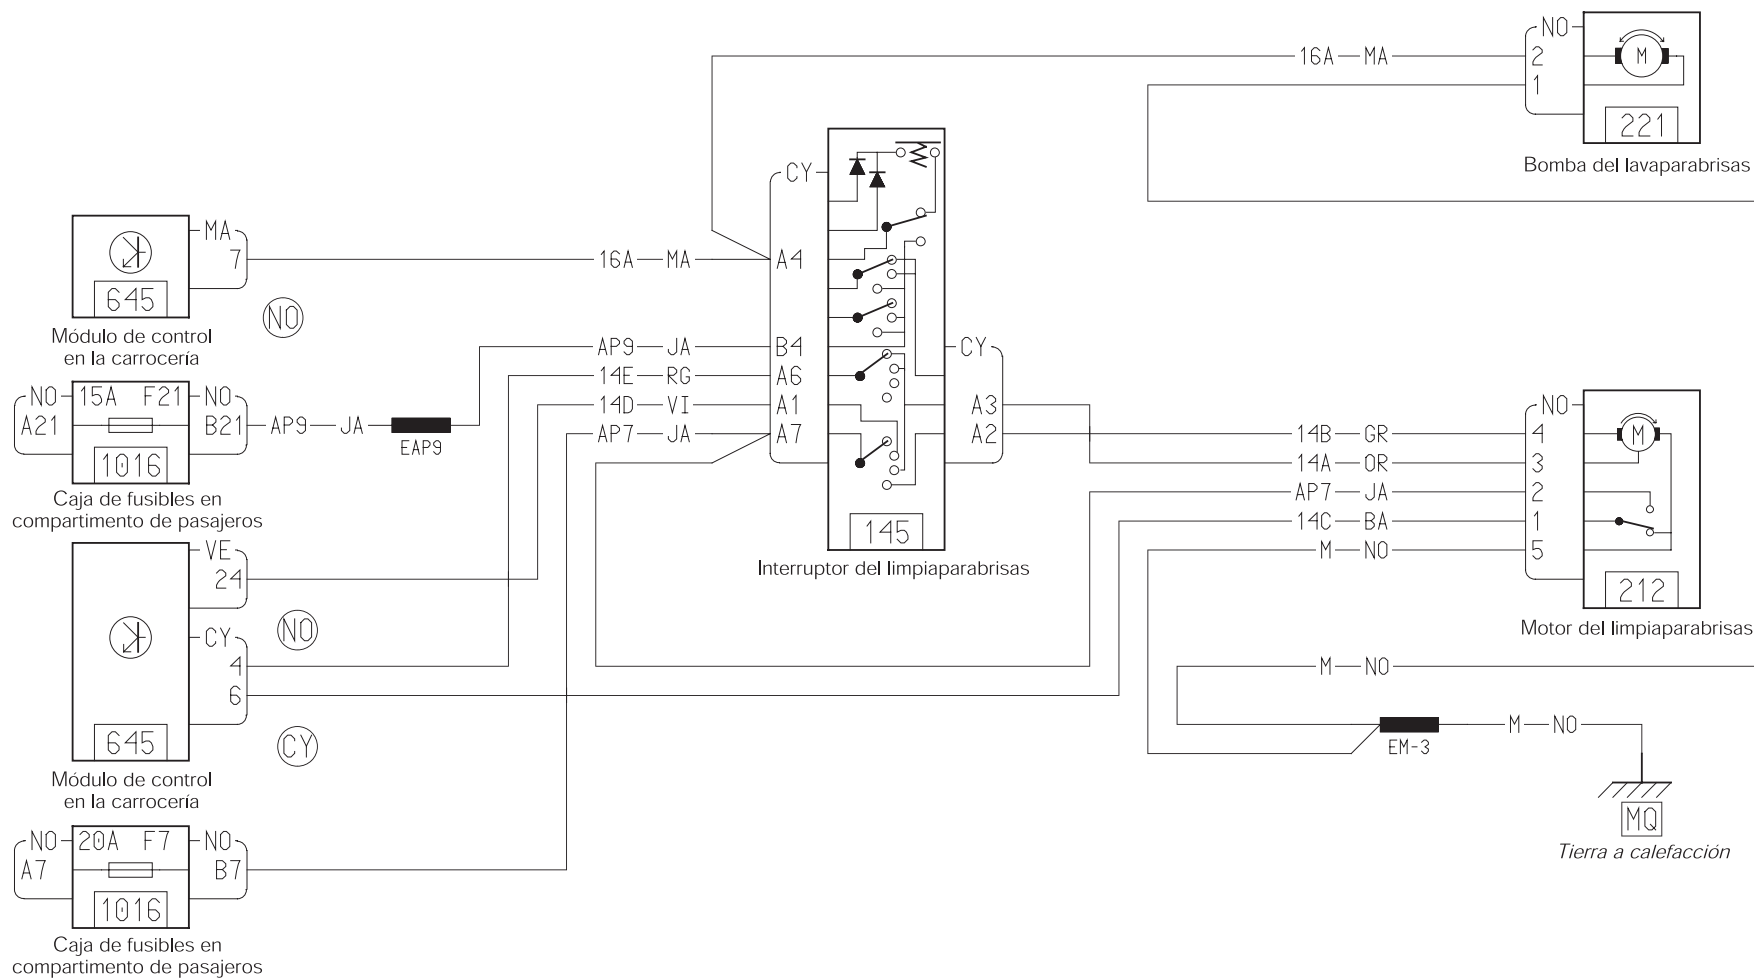 16A MA
NO
2
1
M
221
Bomba del lavaparabrisas
CY
A4
B4
A6
A1
A7
CY
A3
A2
145
Interruptor del limpiaparabrisas
MA
7
645
16A MA
NO
Módulo de control
en la carrocería
AP9 JA
14E RG
14D VI
AP7 JA
NO 15A F21 NO
A21 B21
1016
AP9 JA
EAP9
Caja de fusibles en
compartimento de pasajeros
14B GR
14A OR
AP7 JA
14C BA
M NO
NO
4
3
2
1
5
M
212
Motor del limpiaparabrisas
VE
24
NO
CY
4
6
645
CY
Módulo de control
en la carrocería
M NO
EM-3
M NO
MQ
Tierra a calefacción
NO 20A F7 NO
A7 B7
1016
Caja de fusibles en
compartimento de pasajeros